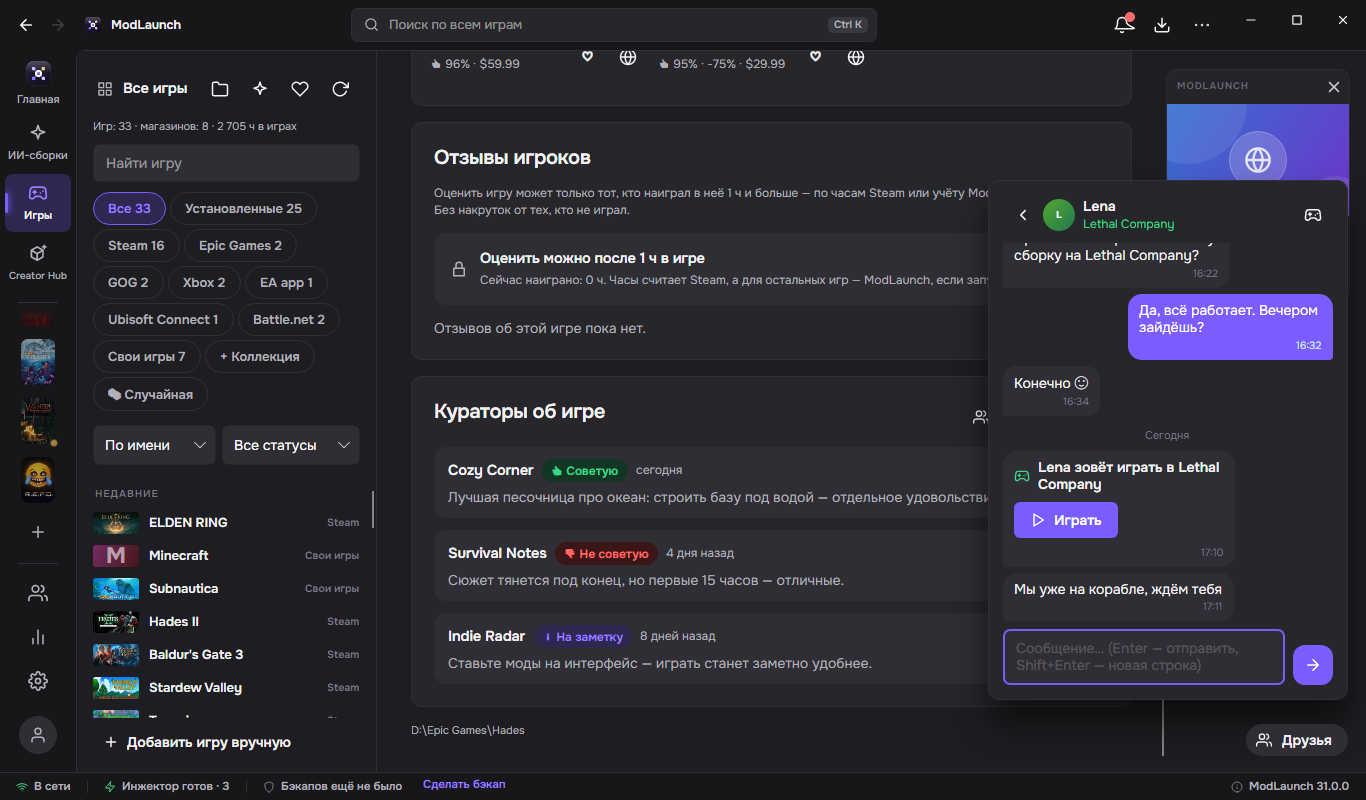 ModLaunch
Поиск по всем играм
Ctrl K
Главная
ИИ-сборки
Игры
Creator Hub
Все игры
Игр: 33 · магазинов: 8 · 2 705 ч в играх
Найти игру
Все 33
Установленные 25
Steam 16
Epic Games 2
GOG 2
Xbox 2
EA app 1
Ubisoft Connect 1
Battle.net 2
Свои игры 7
+ Коллекция
Случайная
По имени
Все статусы
НЕДАВНИЕ
ELDEN RING
Steam
Minecraft
Свои игры
Subnautica
Свои игры
Hades II
Steam
Baldur's Gate 3
Steam
Stardew Valley
Steam
+ Добавить игру вручную
96% · $59.99
95% · -75% · $29.99
Отзывы игроков
Оценить игру может только тот, кто наиграл в неё 1 ч и больше — по часам Steam или учёту
Без накруток от тех, кто не играл.
Оценить можно после 1 ч в игре
Сейчас наиграно: 0 ч. Часы считает Steam, а для остальных игр — ModLaunch, если
Отзывов об этой игре пока нет.
Кураторы об игре
Cozy Corner
Советую
сегодня
Лучшая песочница про океан: строить базу под водой — отдельное
Survival Notes
Не советую
4 дня назад
Сюжет тянется под конец, но первые 15 часов — отличные.
Indie Radar
На заметку
8 дней назад
Ставьте моды на интерфейс — играть станет заметно удобнее.
D:\Epic Games\Hades
MODLAUNCH
L
Lena
Lethal Company
сборку на Lethal Company?
16:22
Да, всё работает. Вечером
зайдёшь?
16:32
Конечно 🙂
16:34
Сегодня
Lena зовёт играть в Lethal
Company
Играть
17:10
Мы уже на корабле, ждём тебя
17:11
Сообщение... (Enter — отправить,
Shift+Enter — новая строка)
Друзья
В сети
Инжектор готов · 3
Бэкапов ещё не было
Сделать бэкап
ModLaunch 31.0.0